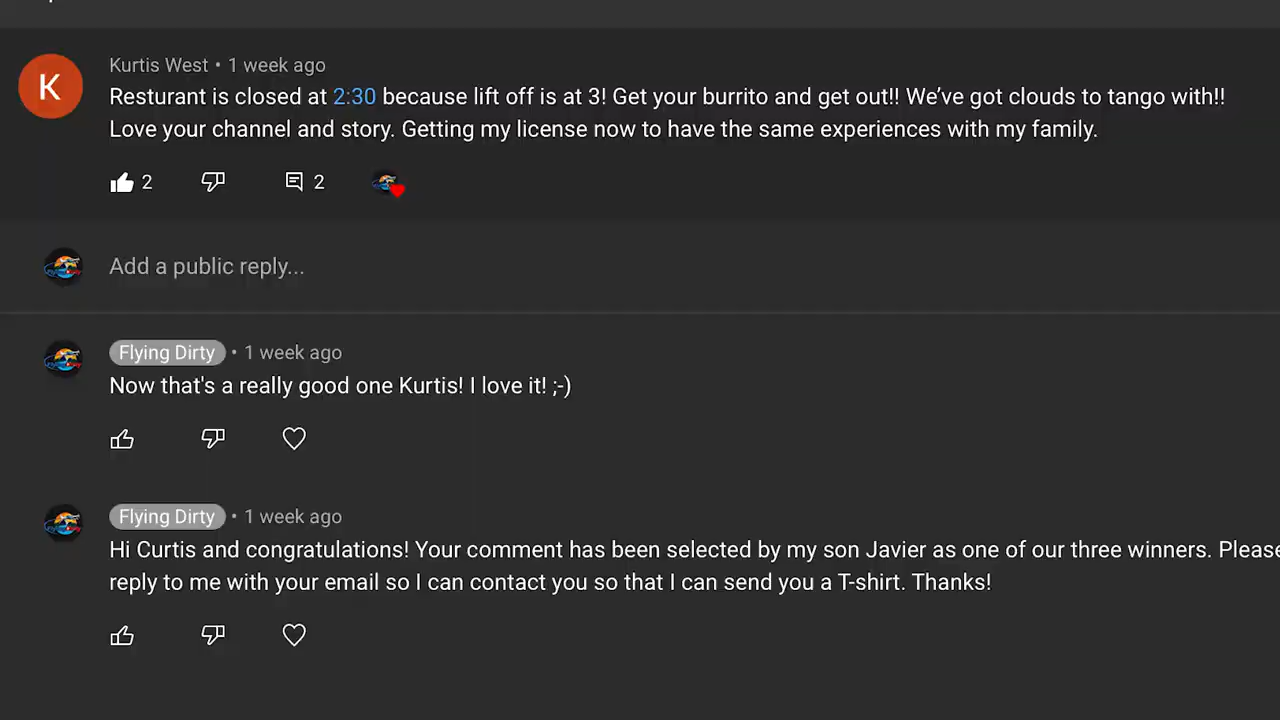 Kurtis West • 1 week ago
Resturant is closed at 2:30 because lift off is at 3! Get your burrito and get out!! We’ve got clouds to tango with!!
Love your channel and story. Getting my license now to have the same experiences with my family.
2 2
Add a public reply...
Flying Dirty • 1 week ago
Now that's a really good one Kurtis! I love it! ;-)
Flying Dirty • 1 week ago
Hi Curtis and congratulations! Your comment has been selected by my son Javier as one of our three winners. Please
reply to me with your email so I can contact you so that I can send you a T-shirt. Thanks!